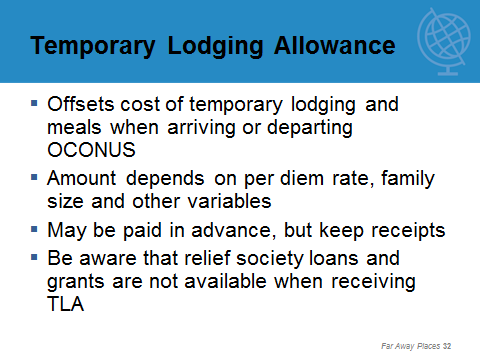 Temporary Lodging Allowance
▪ Offsets cost of temporary lodging and
meals when arriving or departing
OCONUS
▪ Amount depends on per diem rate, family
size and other variables
▪ May be paid in advance, but keep receipts
▪ Be aware that relief society loans and
grants are not available when receiving
TLA
Far Away Places 32